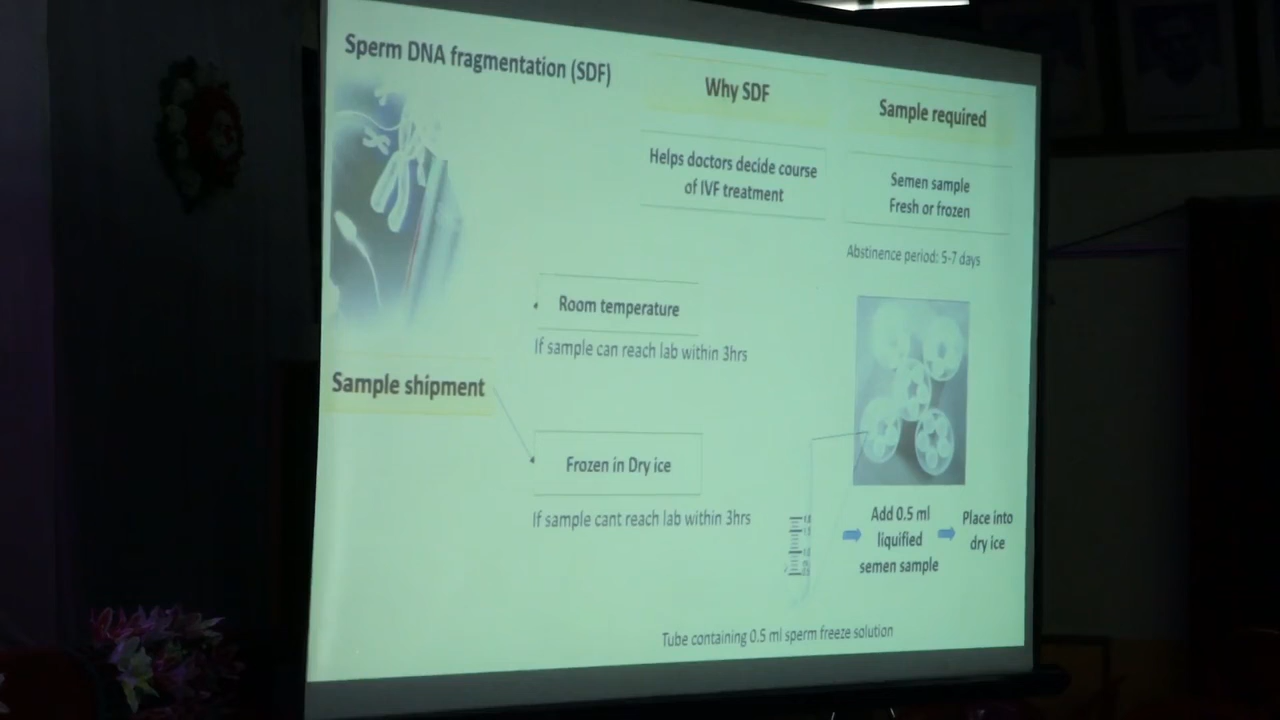 Sperm DNA fragmentation (SDF)
Why SDF
Sample required
Helps doctors decide course
of IVF treatment
Semen sample
Fresh or frozen
Abstinence period: 5-7 days
Room temperature
If sample can reach lab within 3hrs
Sample shipment
Frozen in Dry ice
If sample cant reach lab within 3hrs
Add 0.5 ml
liquified
semen sample
Place into
dry ice
Tube containing 0.5 ml sperm freeze solution